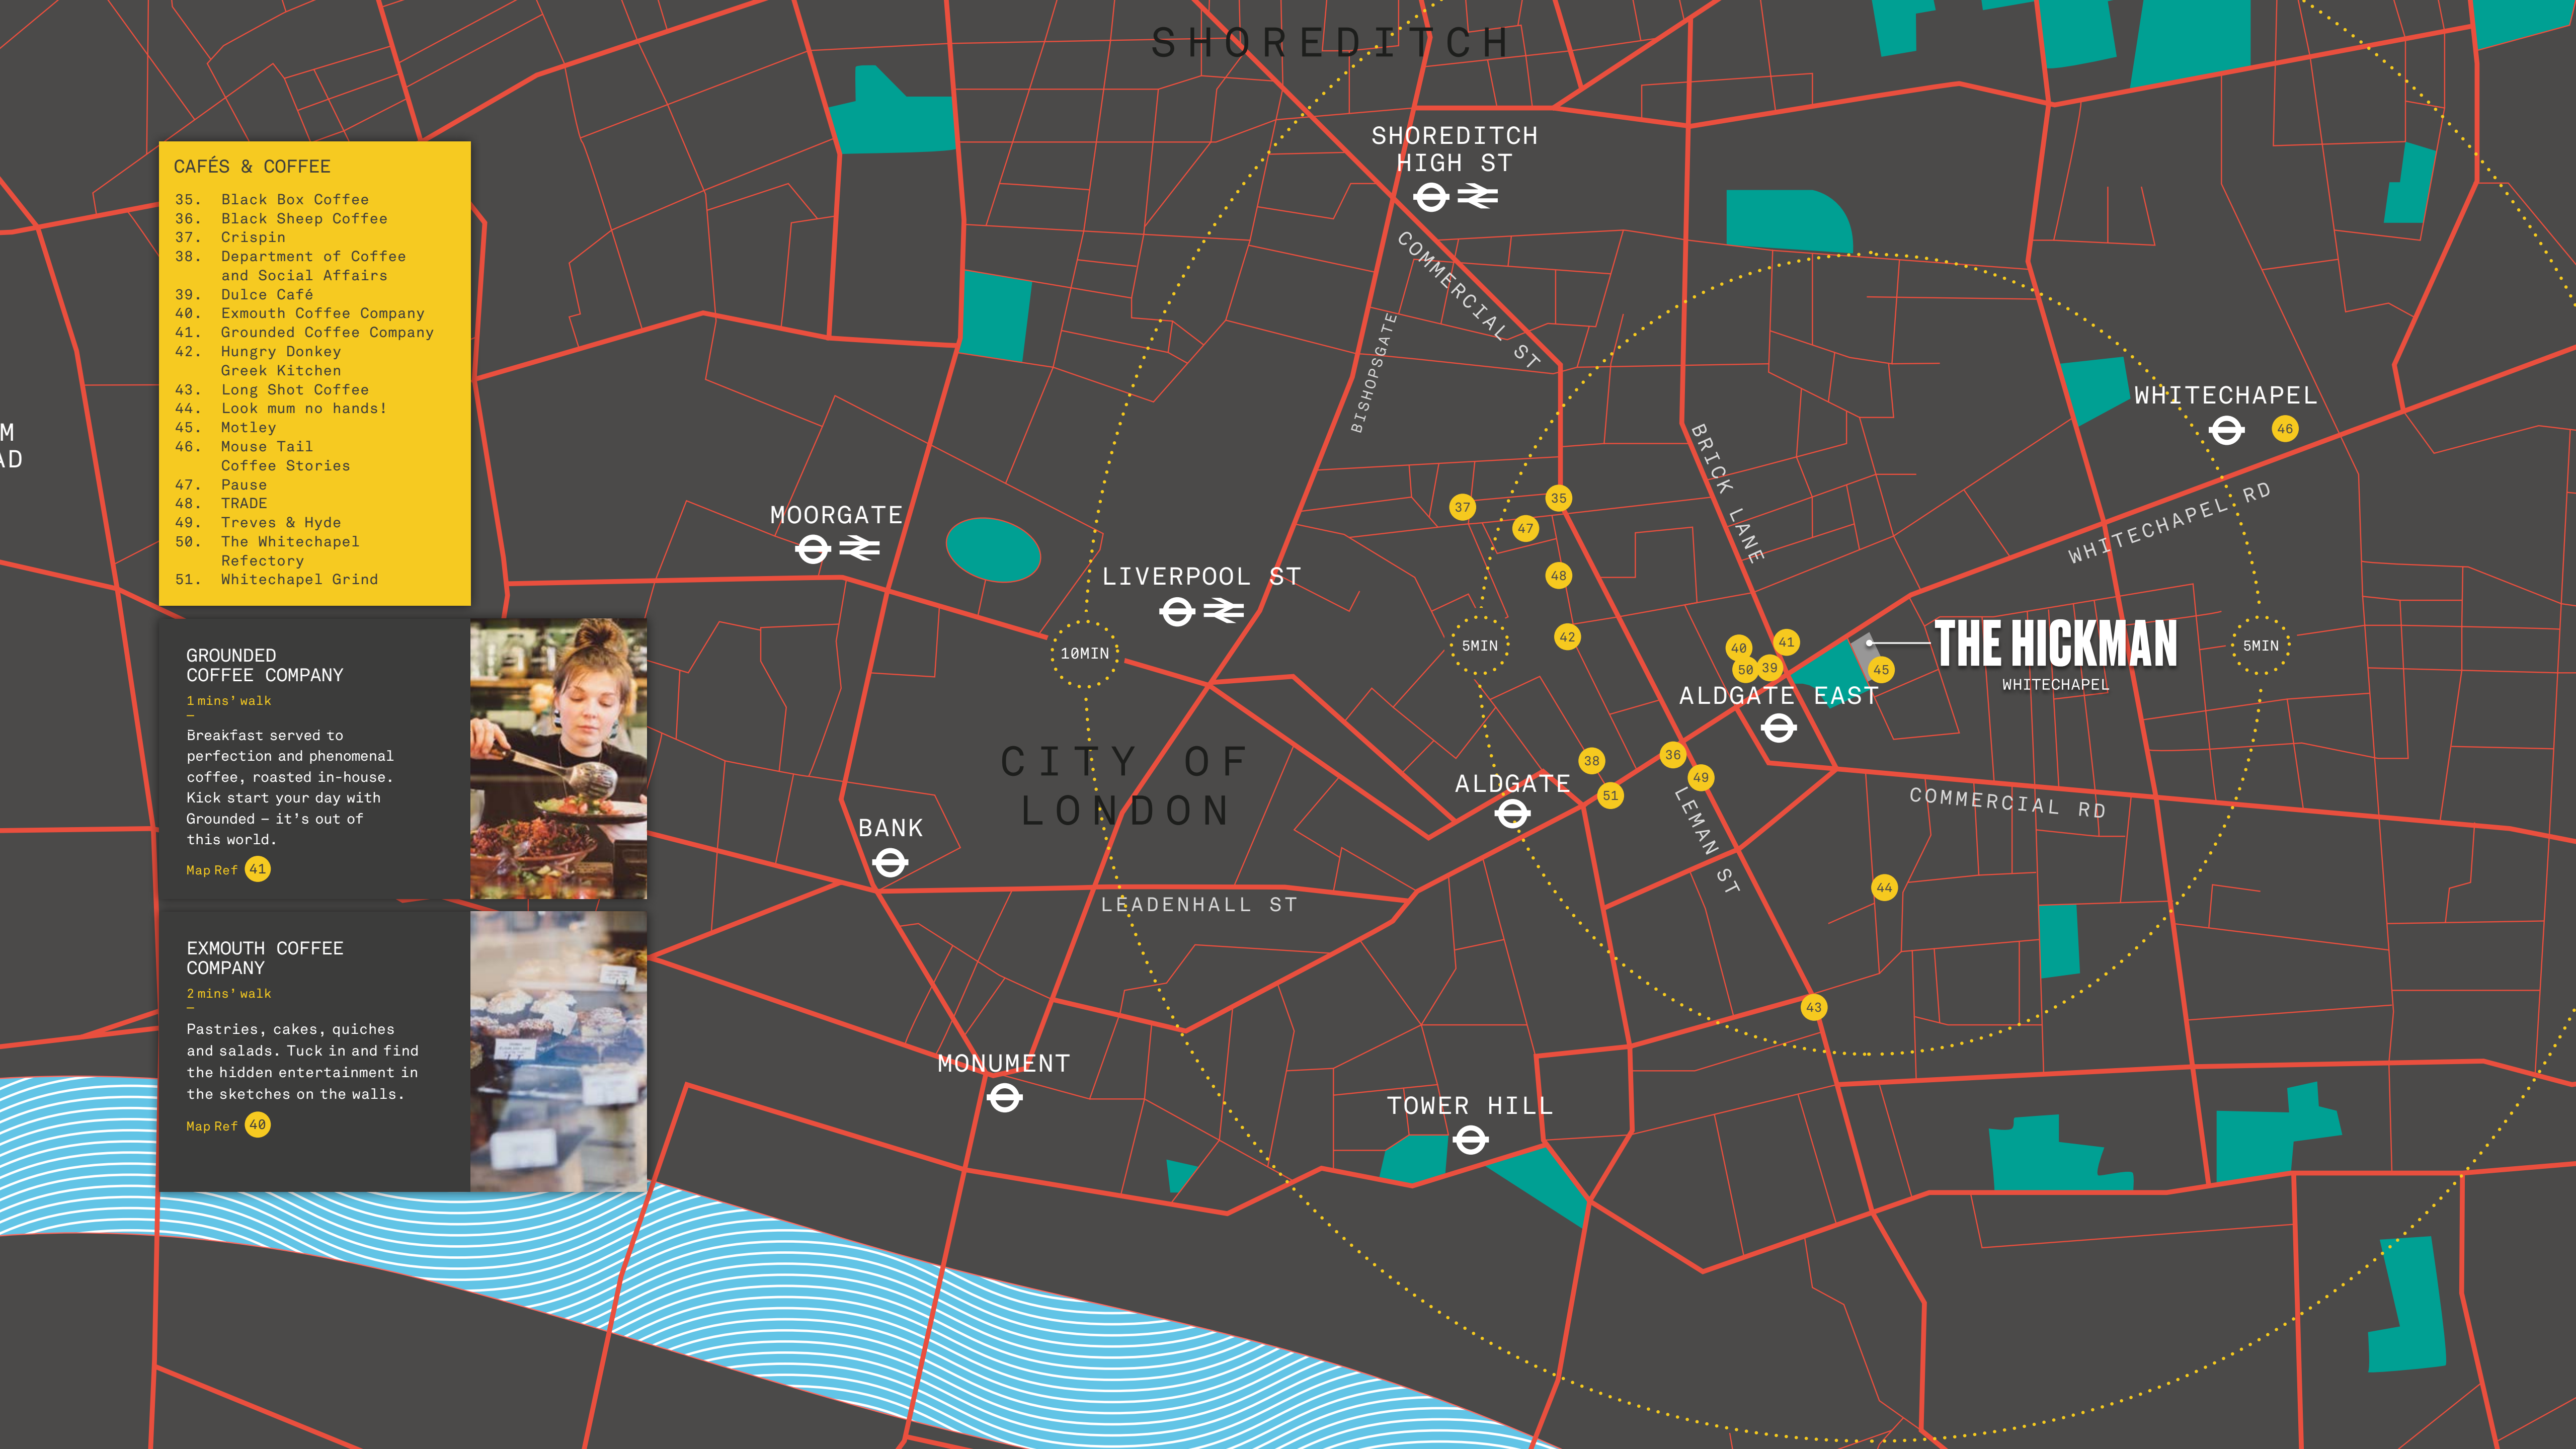 SHOREDITCH
SHOREDITCH
HIGH ST
CAFÉS & COFFEE
35. Black Box Coffee
36. Black Sheep Coffee
37. Crispin
38. Department of Coffee
and Social Affairs
39. Dulce Café
40. Exmouth Coffee Company
41. Grounded Coffee Company
42. Hungry Donkey
Greek Kitchen
43. Long Shot Coffee
44. Look mum no hands!
45. Motley
46. Mouse Tail
Coffee Stories
47. Pause
48. TRADE
49. Treves & Hyde
50. The Whitechapel
Refectory
51. Whitechapel Grind
GROUNDED
COFFEE COMPANY
1 mins' walk
–
Breakfast served to
perfection and phenomenal
coffee, roasted in-house.
Kick start your day with
Grounded – it's out of
this world.
Map Ref 41
EXMOUTH COFFEE
COMPANY
2 mins' walk
–
Pastries, cakes, quiches
and salads. Tuck in and find
the hidden entertainment in
the sketches on the walls.
Map Ref 40
M
AD
COMMERCIAL ST
BISHOPSGATE
BRICK LANE
WHITECHAPEL
46
WHITECHAPEL RD
MOORGATE
LIVERPOOL ST
37
35
47
48
42
10MIN
5MIN
40
41
50
39
45
THE HICKMAN
WHITECHAPEL
5MIN
ALDGATE EAST
CITY OF
LONDON
38
36
49
51
ALDGATE
BANK
LEMAN ST
COMMERCIAL RD
LEADENHALL ST
44
43
MONUMENT
TOWER HILL